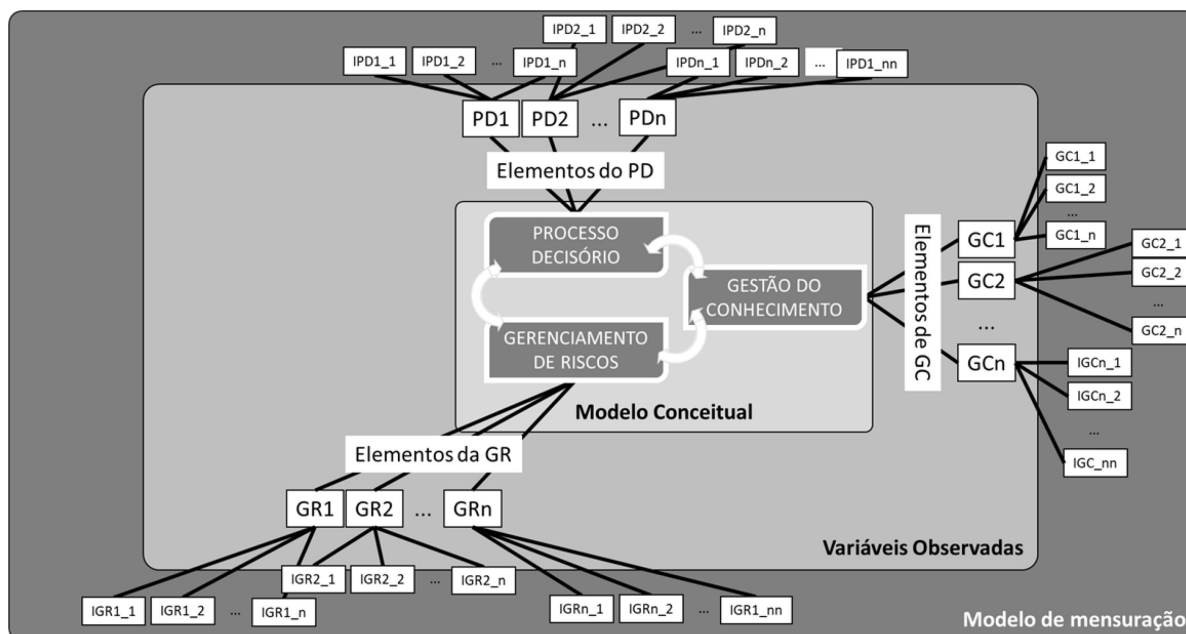 IPD2_1 IPD2_2 ... IPD2_n
IPD1_1 IPD1_2 ... IPD1_n IPDn_1 IPDn_2 ... IPD1_nn
PD1 PD2 ... PDn
Elementos do PD
PROCESSO
DECISÓRIO
GESTÃO DO
CONHECIMENTO
GERENCIAMENTO
DE RISCOS
Modelo Conceitual
Elementos de GC
GC1
GC2
...
GCn
GC1_1
GC1_2
...
GC1_n
GC2_1
GC2_2
...
GC2_n
IGCn_1
IGCn_2
...
IGC_nn
Elementos da GR
GR1 GR2 ... GRn
Variáveis Observadas
IGR2_1 IGR2_2 ... IGR2_n
IGR1_1 IGR1_2 ... IGR1_n IGRn_1 IGRn_2 ... IGR1_nn
Modelo de mensuração